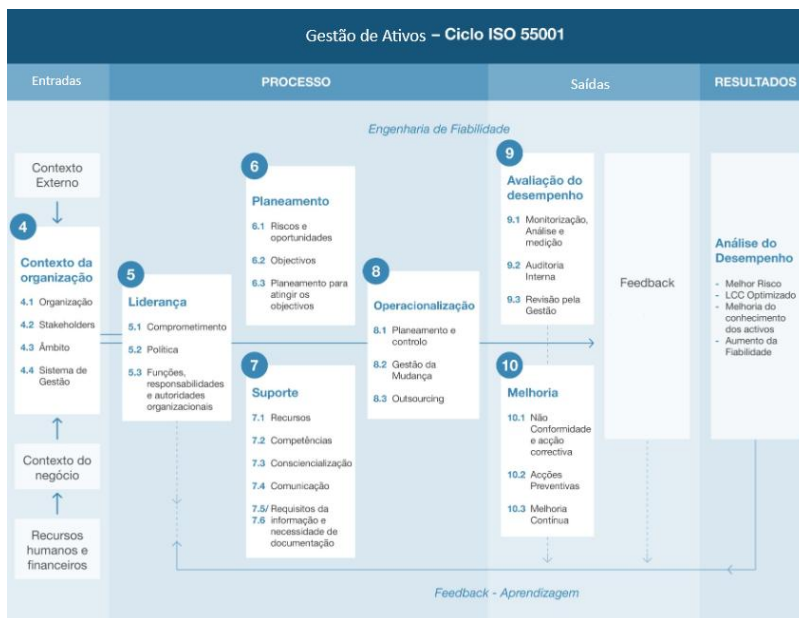 Gestão de Ativos – Ciclo ISO 55001
Entradas
PROCESSO
Saídas
RESULTADOS
Engenharia de Fiabilidade
Contexto
Externo
4
Contexto da
organização
4.1 Organização
4.2 Stakeholders
4.3 Âmbito
4.4 Sistema de
Gestão
Contexto do
negócio
Recursos
humanos e
financeiros
5
Liderança
5.1 Comprometimento
5.2 Política
5.3 Funções,
responsabilidades
e autoridades
organizacionais
6
Planeamento
6.1 Riscos e
oportunidades
6.2 Objectivos
6.3 Planeamento para
atingir os
objectivos
7
Suporte
7.1 Recursos
7.2 Competências
7.3 Consciencialização
7.4 Comunicação
7.5/ Requisitos da
7.6 informação e
necessidade de
documentação
8
Operacionalização
8.1 Planeamento e
controlo
8.2 Gestão da
Mudança
8.3 Outsourcing
9
Avaliação do
desempenho
9.1 Monitorização,
Análise e
medição
9.2 Auditoria
Interna
9.3 Revisão pela
Gestão
10
Melhoria
10.1 Não
Conformidade
e acção
correctiva
10.2 Acções
Preventivas
10.3 Melhoria
Contínua
Feedback
Análise do
Desempenho
- Melhor Risco
- LCC Optimizado
- Melhoria do
conhecimento
dos activos
- Aumento da
Fiabilidade
Feedback - Aprendizagem